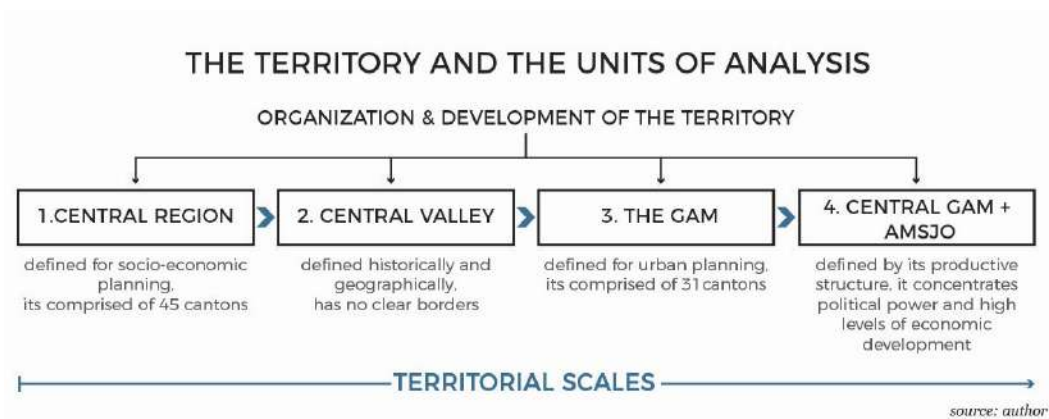 THE TERRITORY AND THE UNITS OF ANALYSIS
ORGANIZATION & DEVELOPMENT OF THE TERRITORY
1.CENTRAL REGION
defined for socio-economic
planning,
its comprised of 45 cantons
2. CENTRAL VALLEY
defined historically and
geographically,
has no clear borders
3. THE GAM
defined for urban planning,
its comprised of 31 cantons
4. CENTRAL GAM +
AMSJO
defined by its productive
structure, it concentrates
political power and high
levels of economic
development
TERRITORIAL SCALES
source: author